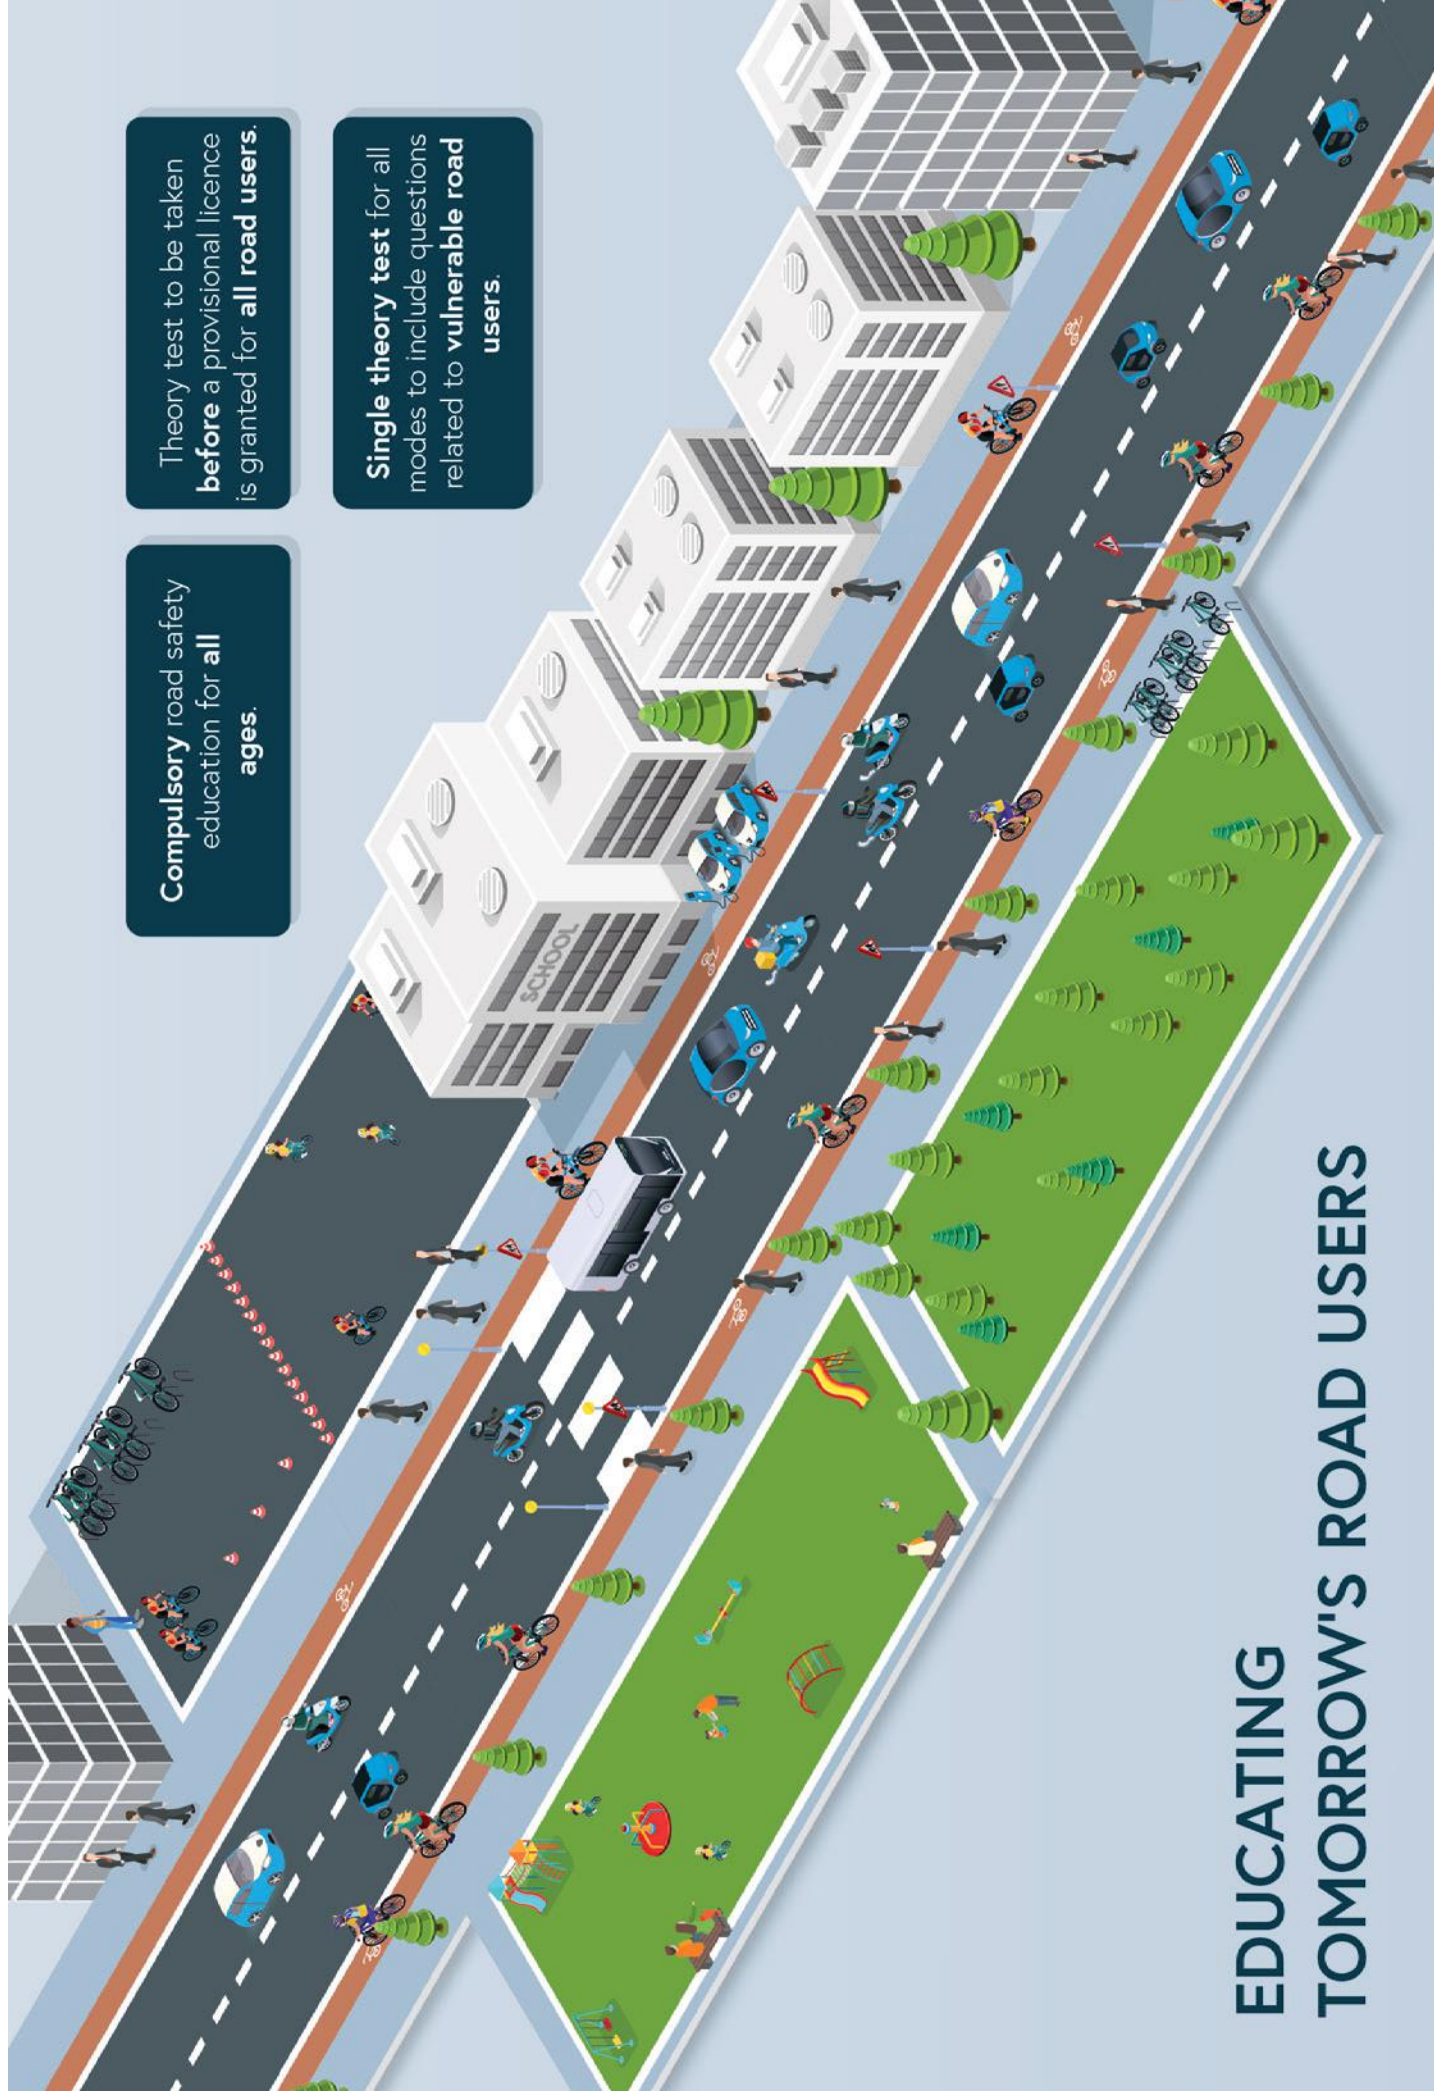 Compulsory road safety
education for all
ages.
Theory test to be taken
before a provisional licence
is granted for all road users.
Single theory test for all
modes to include questions
related to vulnerable road
users.
SCHOOL
EDUCATING
TOMORROW'S ROAD USERS